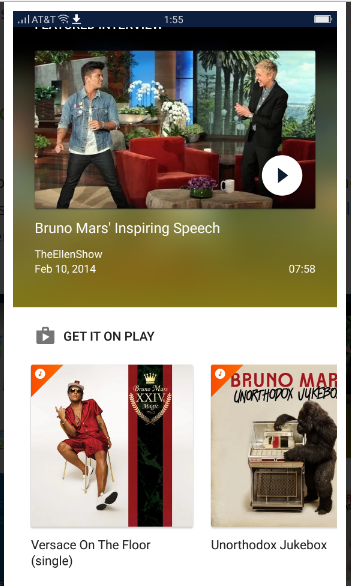 AT&T 1:55
FEATURED INTERVIEW
Bruno Mars' Inspiring Speech
TheEllenShow
Feb 10, 2014 07:58
GET IT ON PLAY
Bruno Mars
XXIV
Magic
BRUNO MAR
UNORTHODOX JUKEBO
Versace On The Floor
(single)
Unorthodox Jukebox